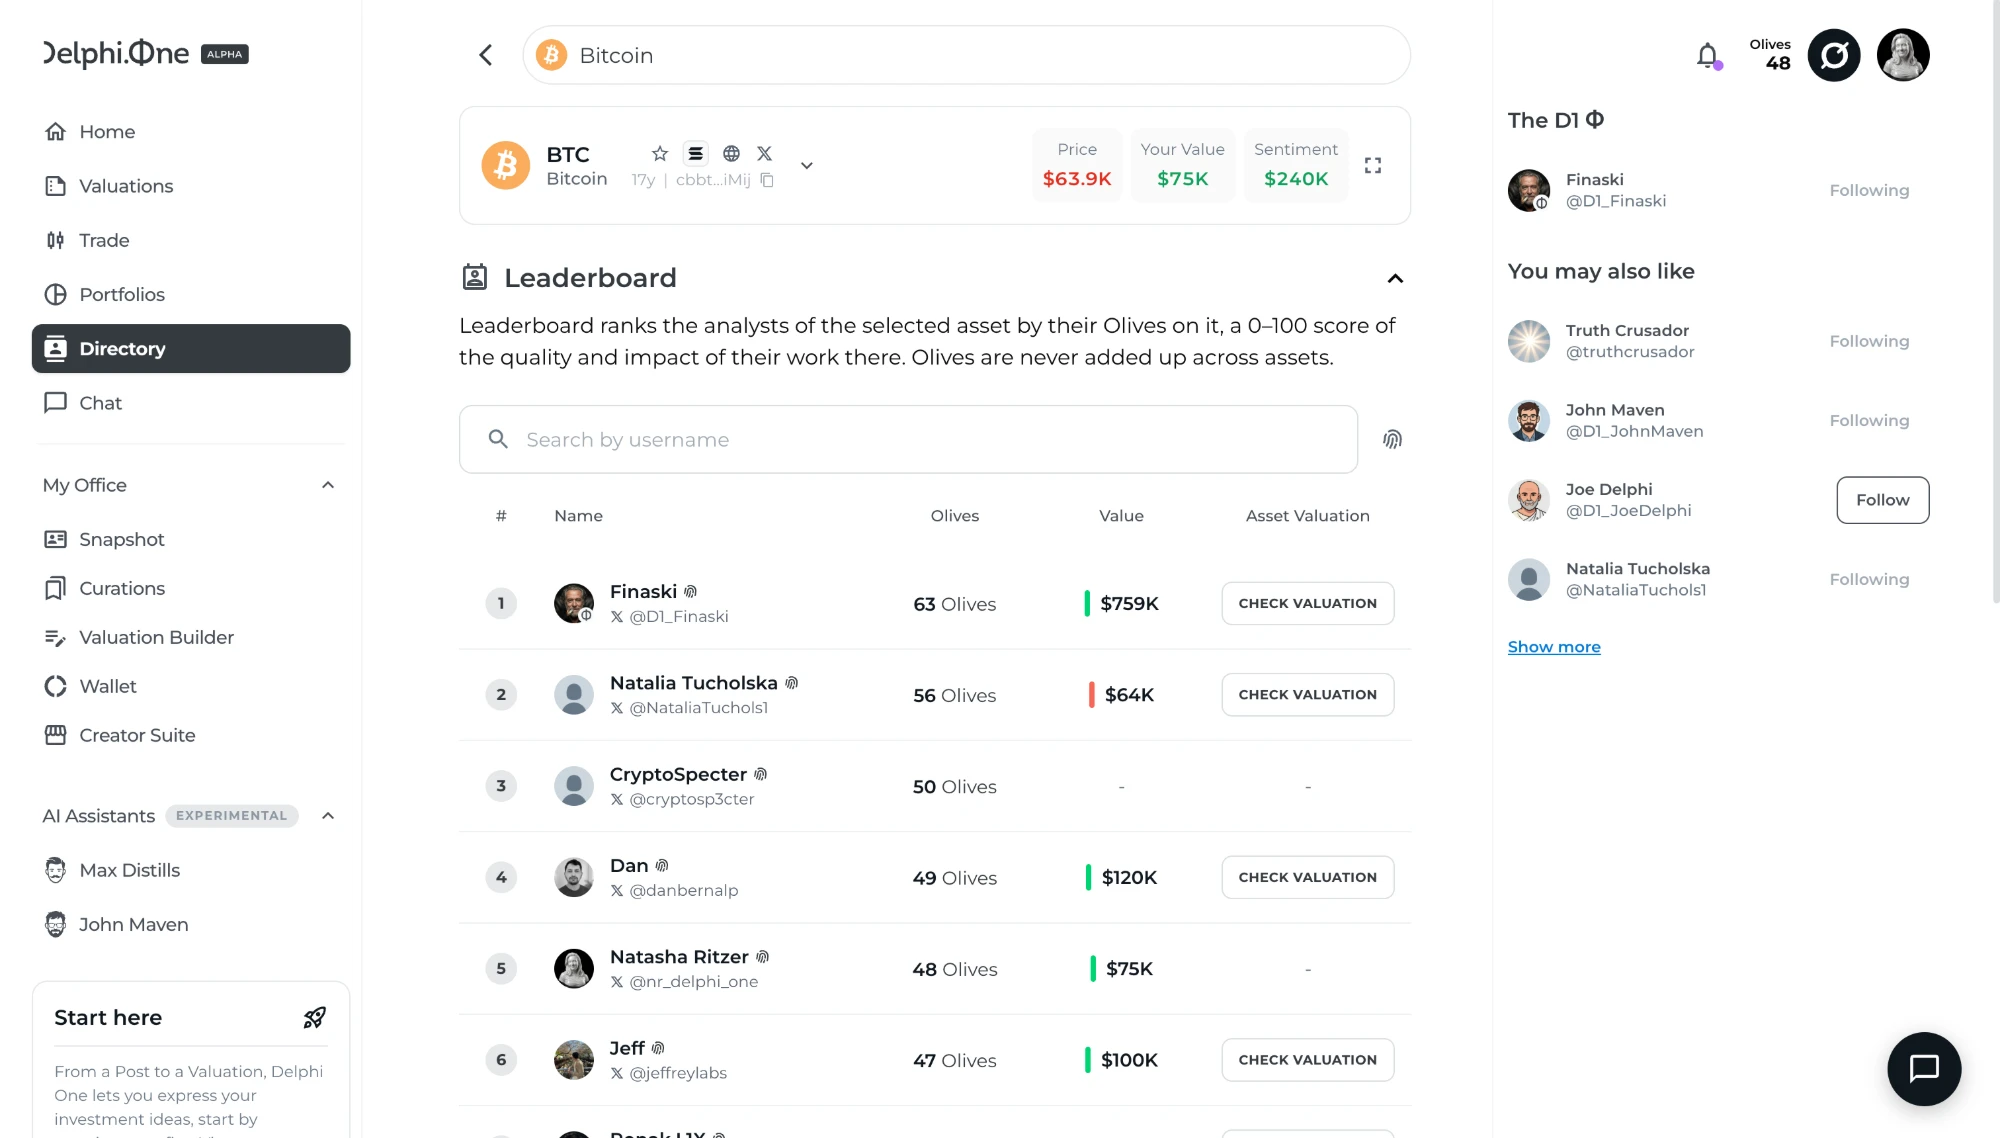 Delphi.One ALPHA
Home
Valuations
Trade
Portfolios
Directory
Chat
My Office
Snapshot
Curations
Valuation Builder
Wallet
Creator Suite
AI Assistants EXPERIMENTAL
Max Distills
John Maven
Start here
From a Post to a Valuation, Delphi
One lets you express your
investment ideas, start by
Bitcoin
BTC
Bitcoin
17y | cbbt...iMij
Price
$63.9K
Your Value
$75K
Sentiment
$240K
Leaderboard
Leaderboard ranks the analysts of the selected asset by their Olives on it, a 0–100 score of
the quality and impact of their work there. Olives are never added up across assets.
Search by username
# Name Olives Value Asset Valuation
1 Finaski 63 Olives $759K CHECK VALUATION
X @D1_Finaski
2 Natalia Tucholska 56 Olives $64K CHECK VALUATION
X @NataliaTuchols1
3 CryptoSpecter 50 Olives - -
X @cryptosp3cter
4 Dan 49 Olives $120K CHECK VALUATION
X @danbernalp
5 Natasha Ritzer 48 Olives $75K -
X @nr_delphi_one
6 Jeff 47 Olives $100K CHECK VALUATION
X @jeffreylabs
Olives
48
The D1 Φ
Finaski
@D1_Finaski
Following
You may also like
Truth Crusador
@truthcrusador
Following
John Maven
@D1_JohnMaven
Following
Joe Delphi
@D1_JoeDelphi
Follow
Natalia Tucholska
@NataliaTuchols1
Following
Show more